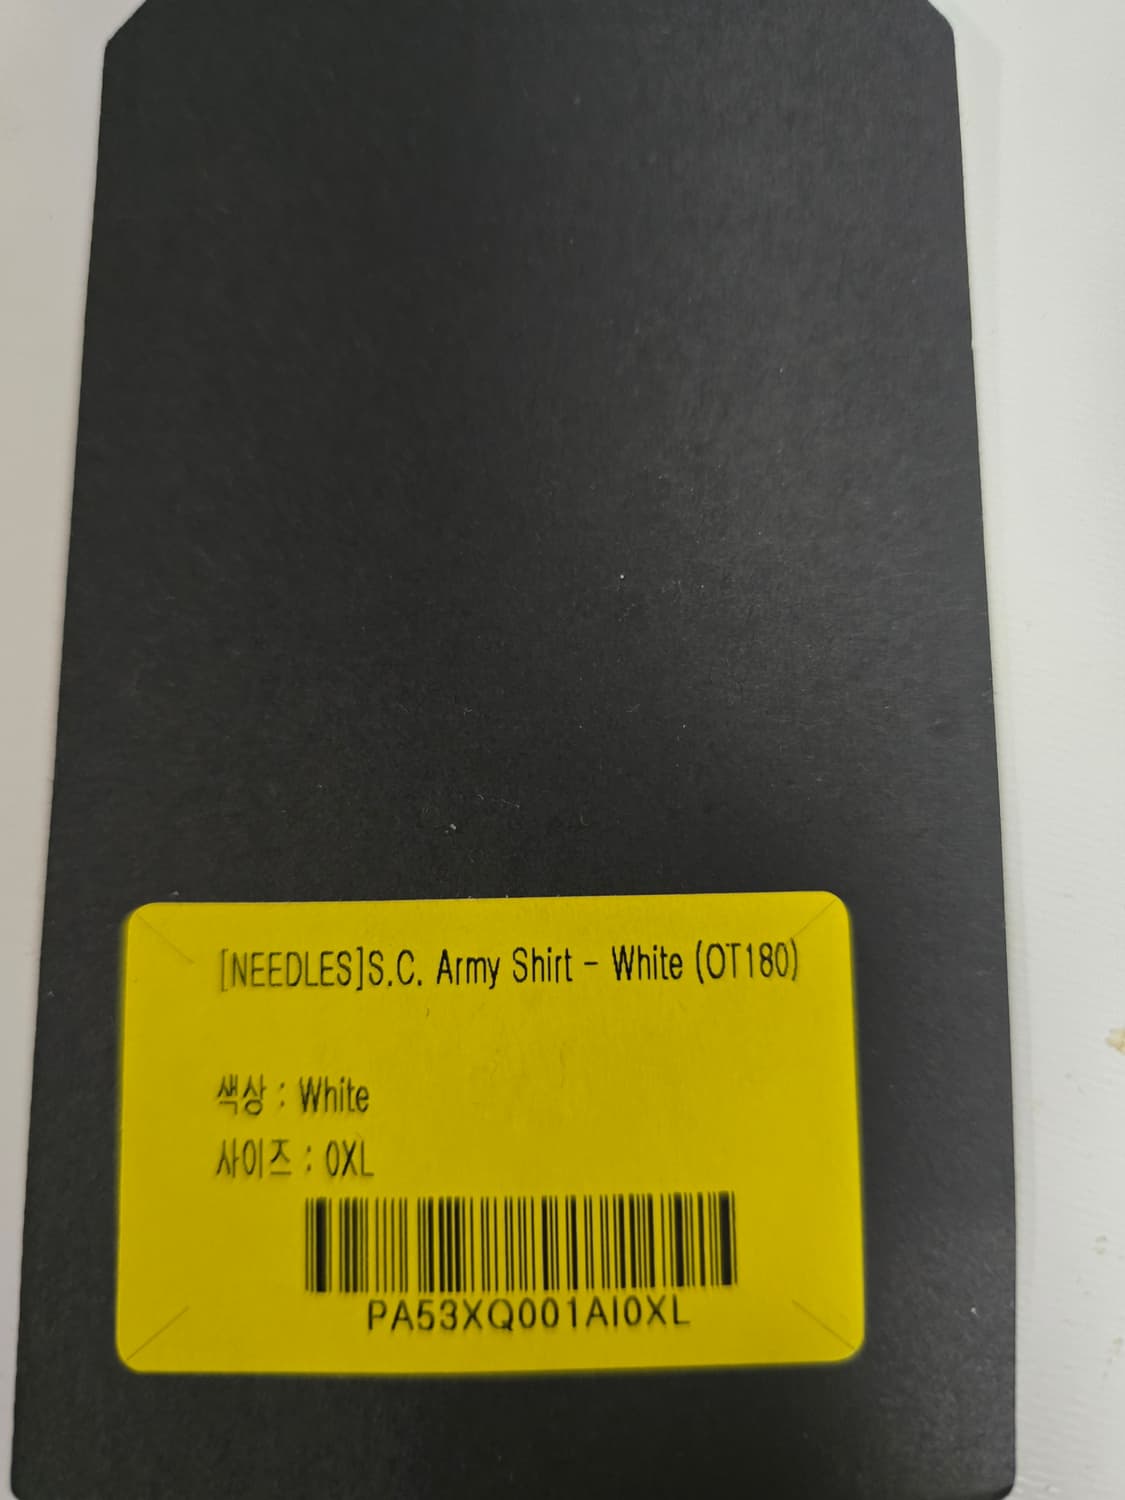 [NEEDLES]S.C. Army Shirt - White (OT180)
색상 : White
사이즈 : 0XL
PA53XQ001AI0XL